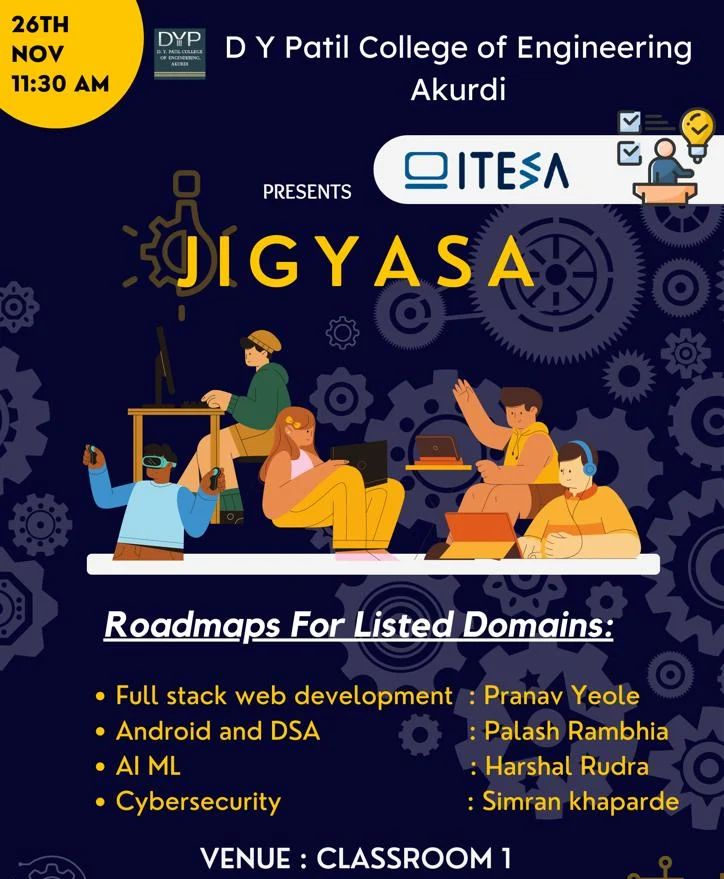 26TH
NOV
11:30 AM
DYP
D. Y. PATIL COLLEGE
OF ENGINEERING,
AKURDI
D Y Patil College of Engineering
Akurdi
ITESA
PRESENTS
JIGYASA
Roadmaps For Listed Domains:
• Full stack web development : Pranav Yeole
• Android and DSA : Palash Rambhia
• AI ML : Harshal Rudra
• Cybersecurity : Simran khaparde
VENUE : CLASSROOM 1